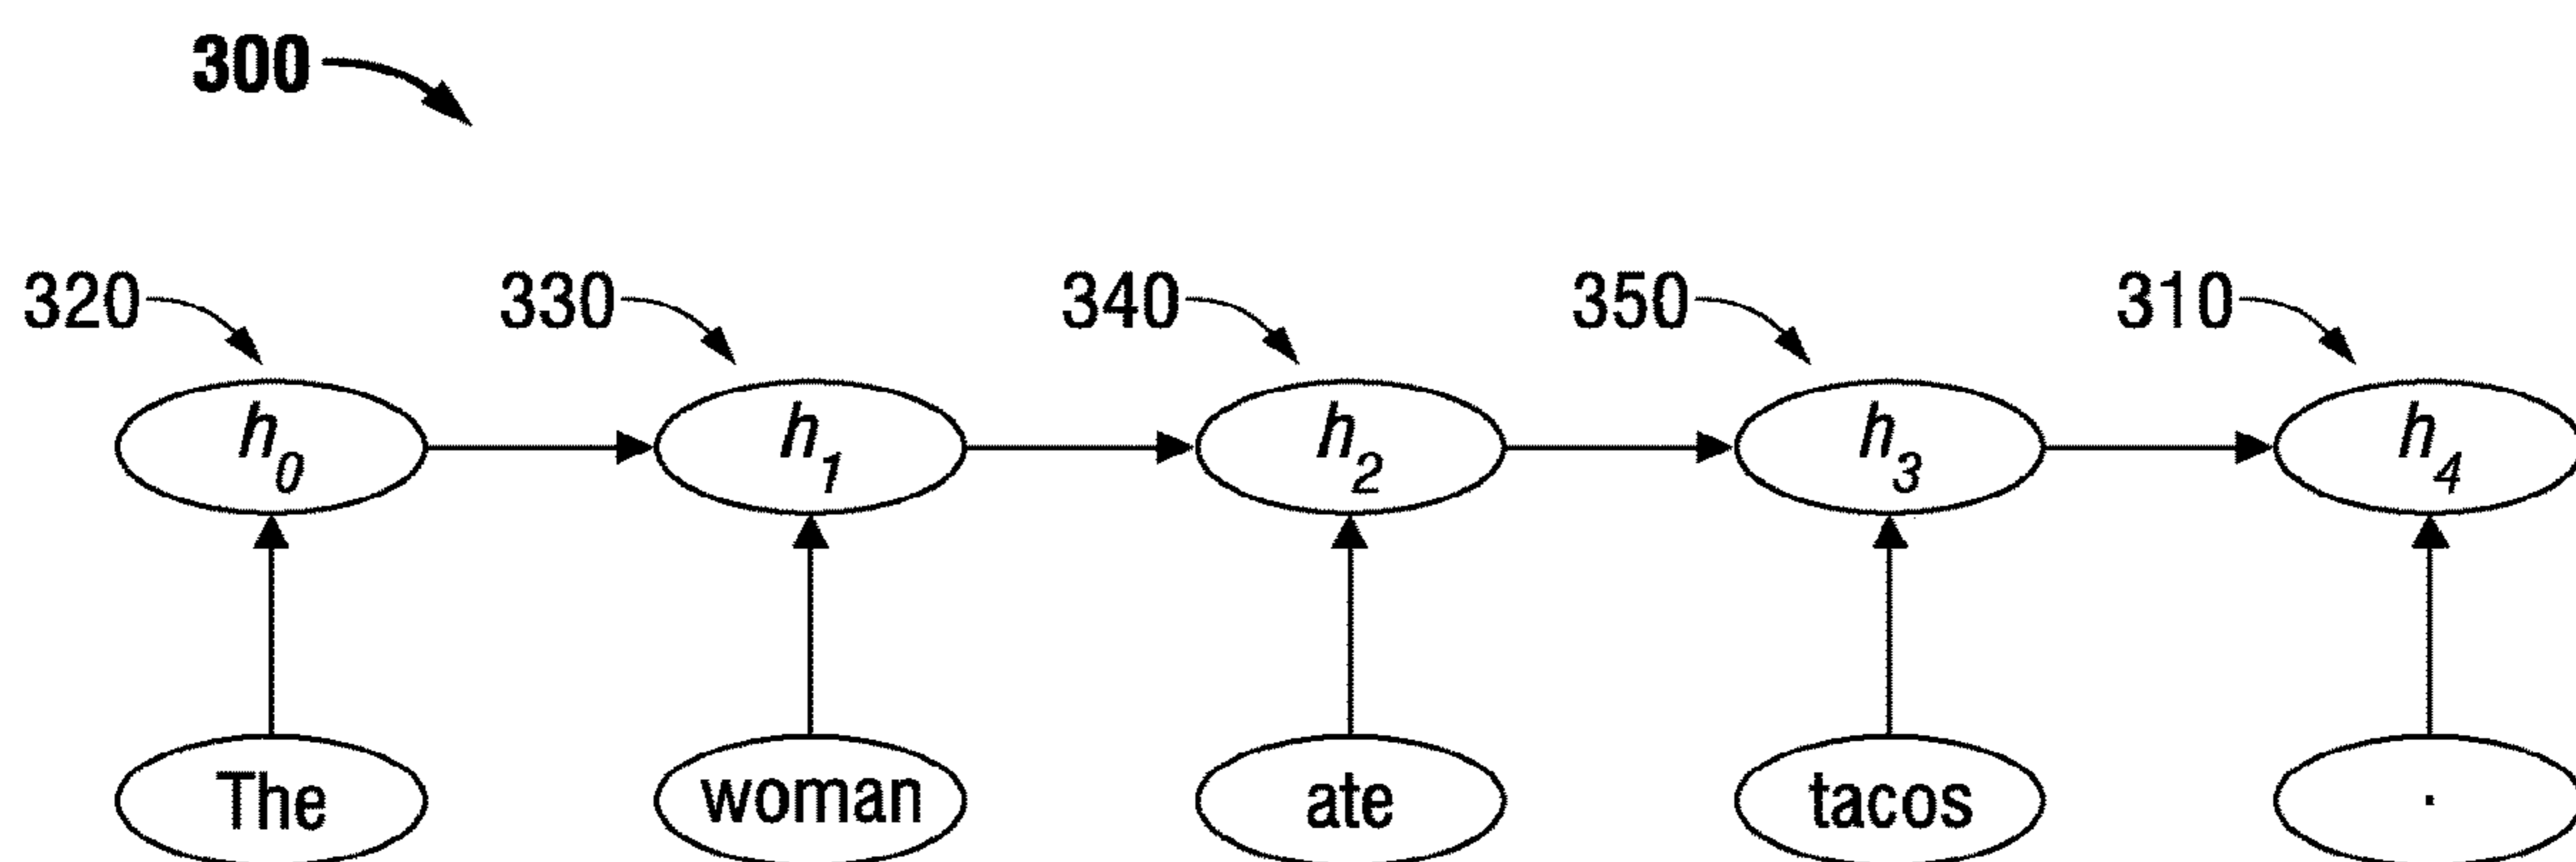 300
320 330 340 350 310
h0 h1 h2 h3 h4
The woman ate tacos .